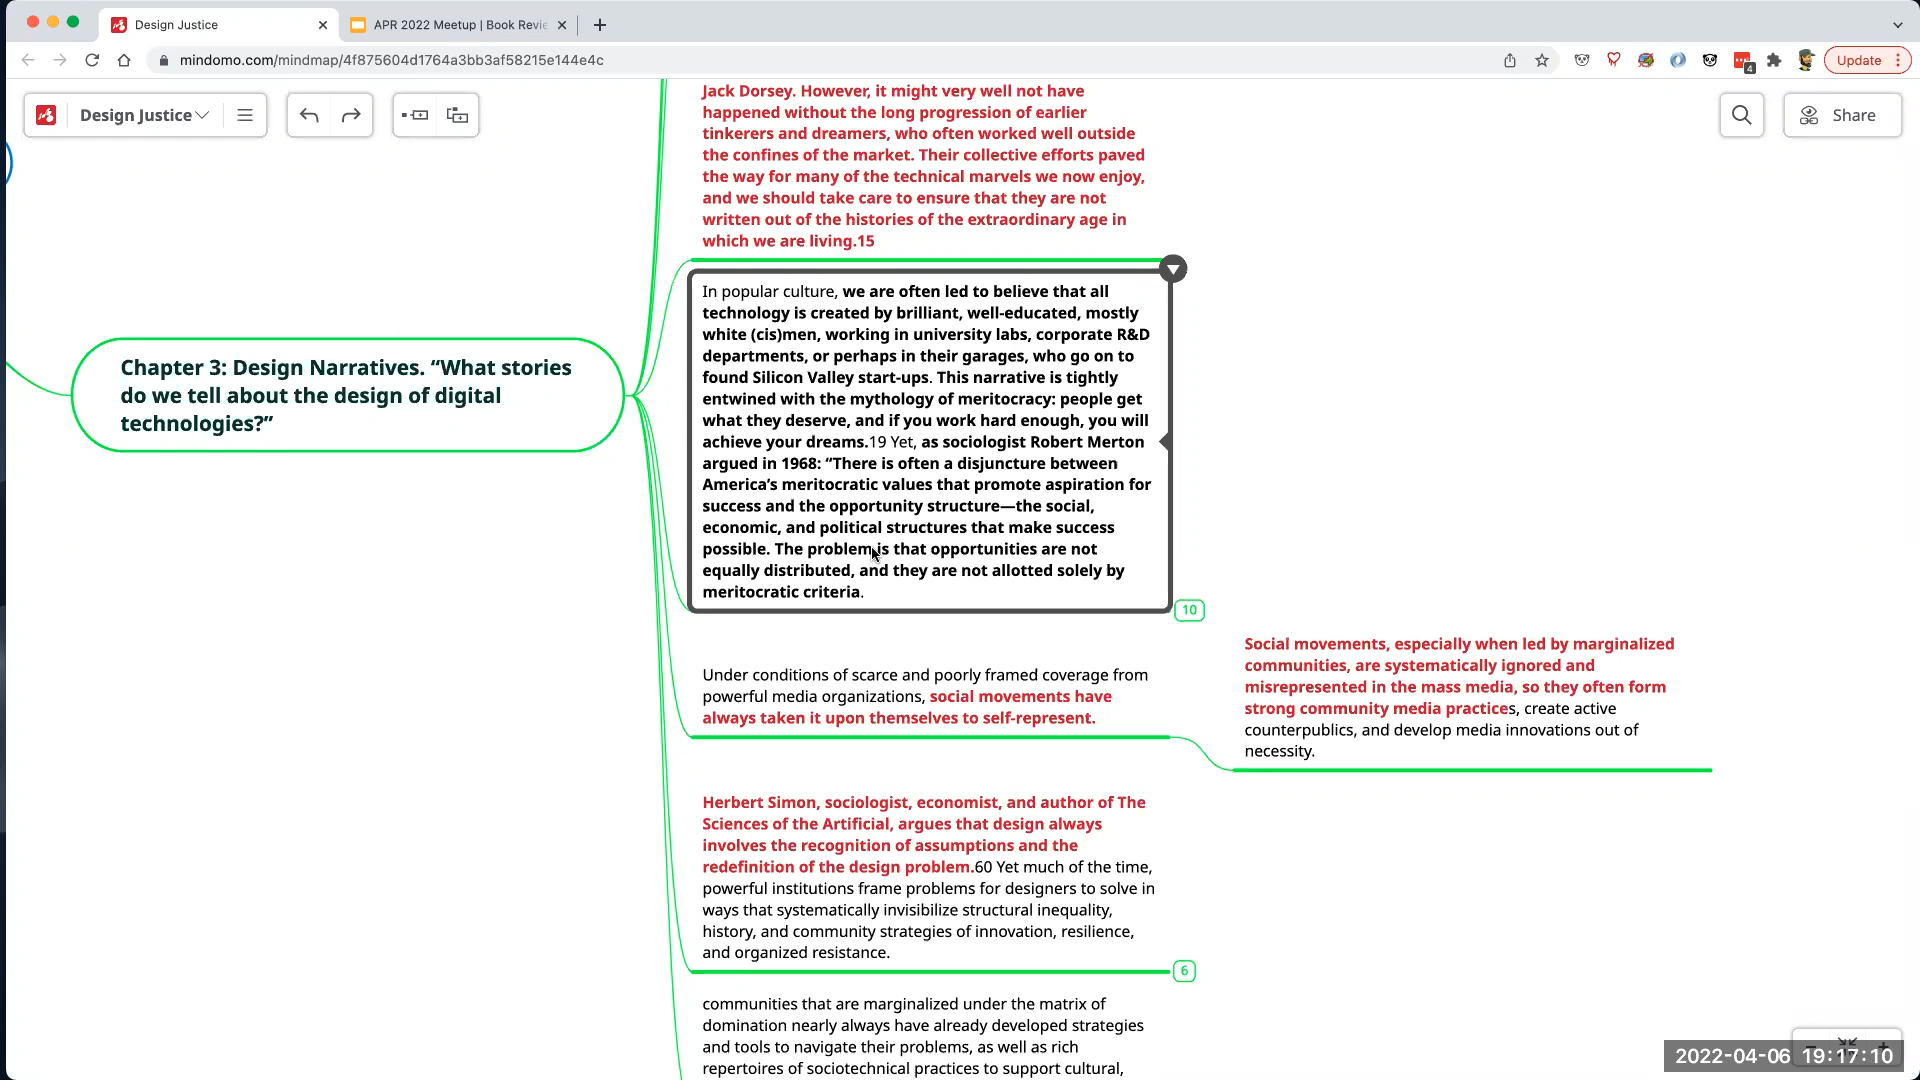 Design Justice
APR 2022 Meetup | Book Revie
mindomo.com/mindmap/4f875604d1764a3bb3af58215e144e4c
4
Update
Design Justice
Share
Jack Dorsey. However, it might very well not have
happened without the long progression of earlier
tinkerers and dreamers, who often worked well outside
the confines of the market. Their collective efforts paved
the way for many of the technical marvels we now enjoy,
and we should take care to ensure that they are not
written out of the histories of the extraordinary age in
which we are living.15
Chapter 3: Design Narratives. “What stories
do we tell about the design of digital
technologies?”
In popular culture, we are often led to believe that all
technology is created by brilliant, well-educated, mostly
white (cis)men, working in university labs, corporate R&D
departments, or perhaps in their garages, who go on to
found Silicon Valley start-ups. This narrative is tightly
entwined with the mythology of meritocracy: people get
what they deserve, and if you work hard enough, you will
achieve your dreams.19 Yet, as sociologist Robert Merton
argued in 1968: “There is often a disjuncture between
America’s meritocratic values that promote aspiration for
success and the opportunity structure—the social,
economic, and political structures that make success
possible. The problem is that opportunities are not
equally distributed, and they are not allotted solely by
meritocratic criteria.
10
Under conditions of scarce and poorly framed coverage from
powerful media organizations, social movements have
always taken it upon themselves to self-represent.
Social movements, especially when led by marginalized
communities, are systematically ignored and
misrepresented in the mass media, so they often form
strong community media practices, create active
counterpublics, and develop media innovations out of
necessity.
Herbert Simon, sociologist, economist, and author of The
Sciences of the Artificial, argues that design always
involves the recognition of assumptions and the
redefinition of the design problem.60 Yet much of the time,
powerful institutions frame problems for designers to solve in
ways that systematically invisibilize structural inequality,
history, and community strategies of innovation, resilience,
and organized resistance.
6
communities that are marginalized under the matrix of
domination nearly always have already developed strategies
and tools to navigate their problems, as well as rich
repertoires of sociotechnical practices to support cultural,
2022-04-06 19:17:10